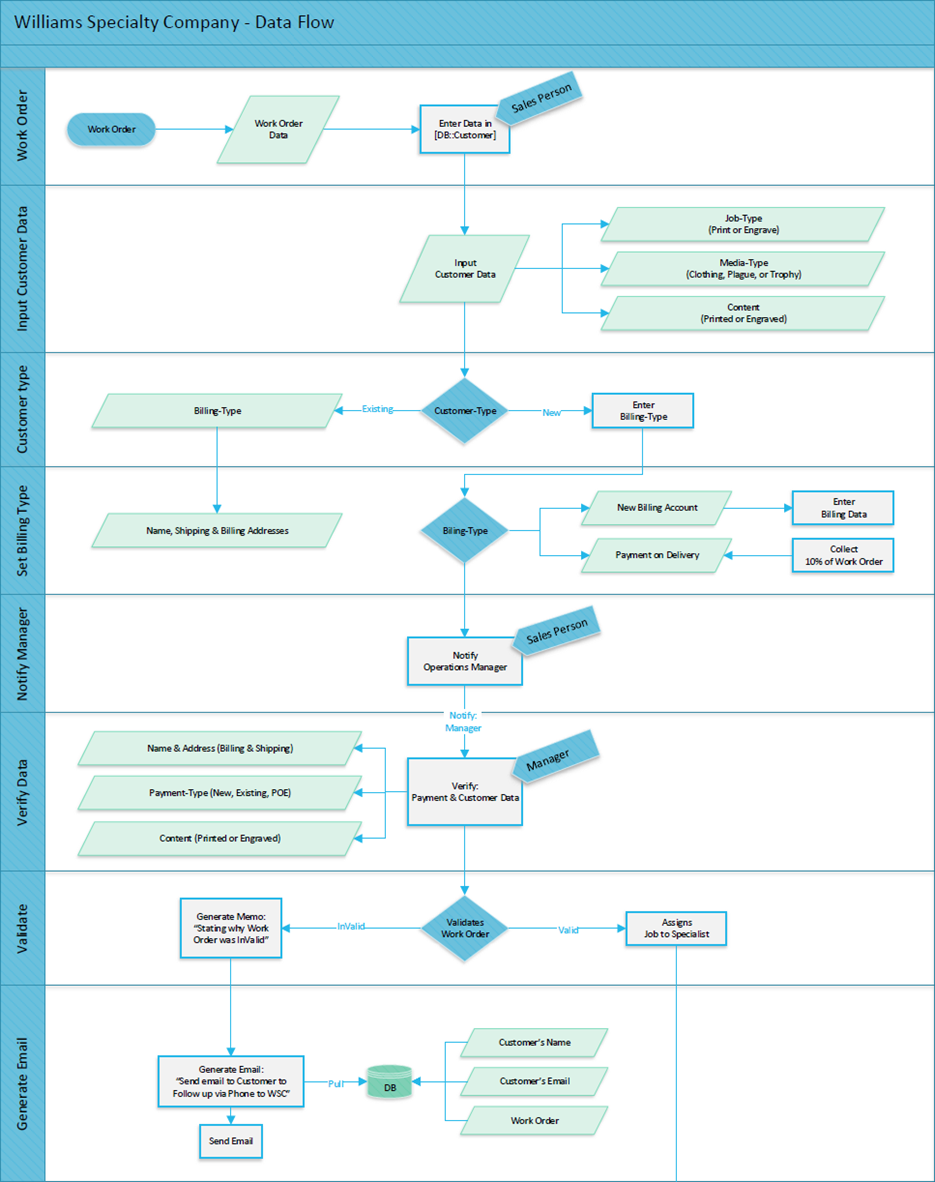 Williams Specialty Company - Data Flow
Work Order
Work Order
Work Order
Data
Enter Data in
[DB::Customer]
Sales Person
Input Customer Data
Input
Customer Data
Job-Type
(Print or Engrave)
Media-Type
(Clothing, Plague, or Trophy)
Content
(Printed or Engraved)
Customer type
Billing-Type
Existing
Customer-Type
New
Enter
Billing-Type
Set Billing Type
Name, Shipping & Billing Addresses
Biling-Type
New Billing Account
Enter
Billing Data
Payment on Delivery
Collect
10% of Work Order
Notify Manager
Sales Person
Notify
Operations Manager
Notify:
Manager
Verify Data
Name & Address (Billing & Shipping)
Payment-Type (New, Existing, POE)
Content (Printed or Engraved)
Manager
Verify:
Payment & Customer Data
Validate
Generate Memo:
“Stating why Work
Order was InValid”
InValid
Validates
Work Order
Valid
Assigns
Job to Specialist
Generate Email
Generate Email:
“Send email to Customer to
Follow up via Phone to WSC”
Pull
DB
Customer’s Name
Customer’s Email
Work Order
Send Email